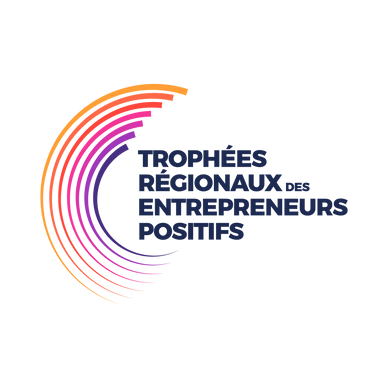 TROPHÉES
RÉGIONAUX DES
ENTREPRENEURS
POSITIFS